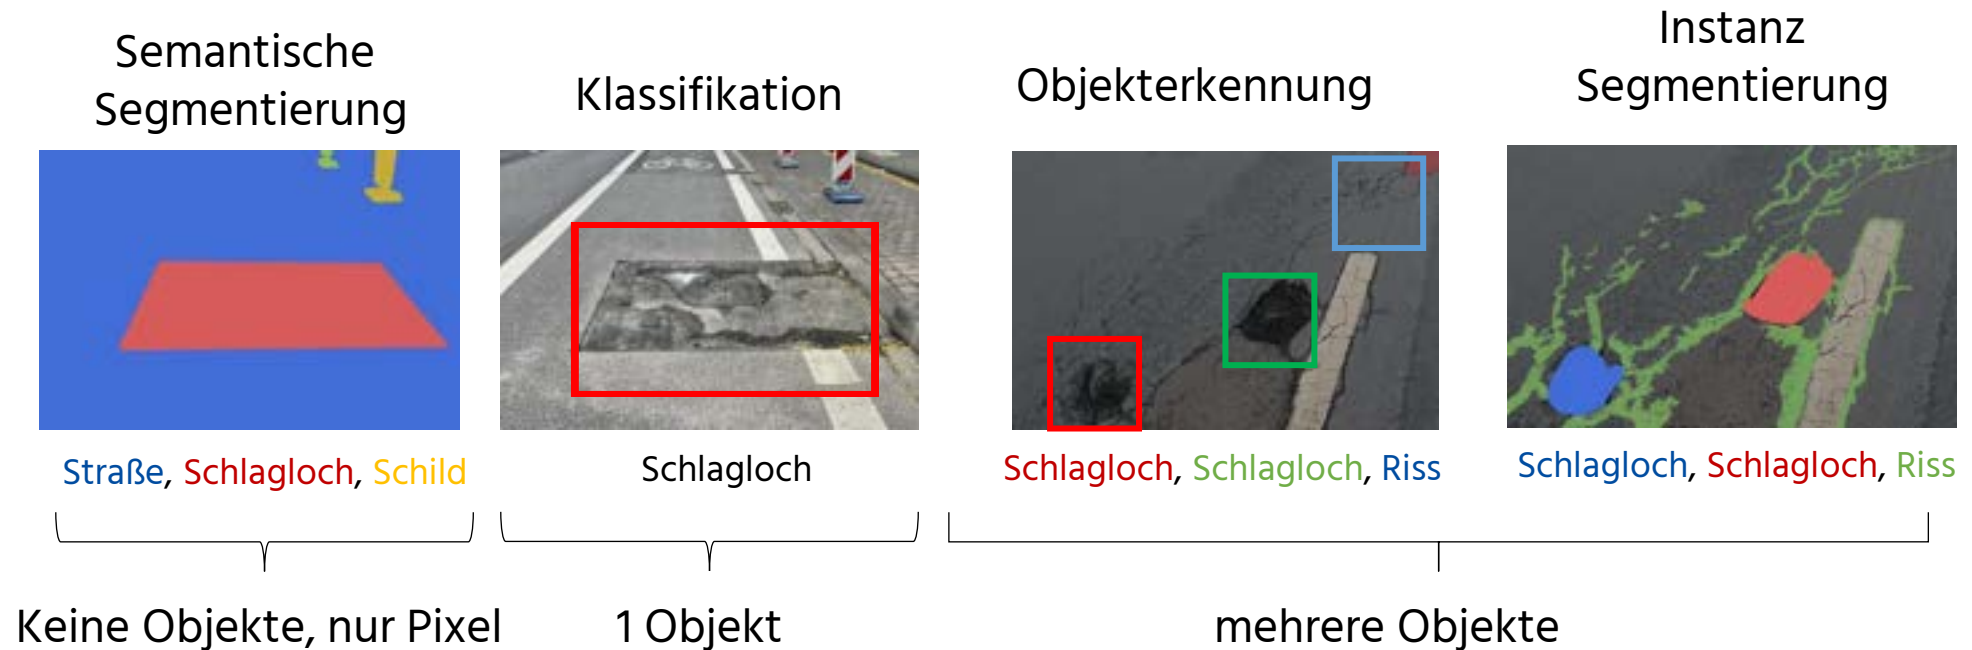 Semantische
Segmentierung
Klassifikation
Objekterkennung
Instanz
Segmentierung
Straße, Schlagloch, Schild
Schlagloch
Schlagloch, Schlagloch, Riss
Schlagloch, Schlagloch, Riss
Keine Objekte, nur Pixel
1 Objekt
mehrere Objekte